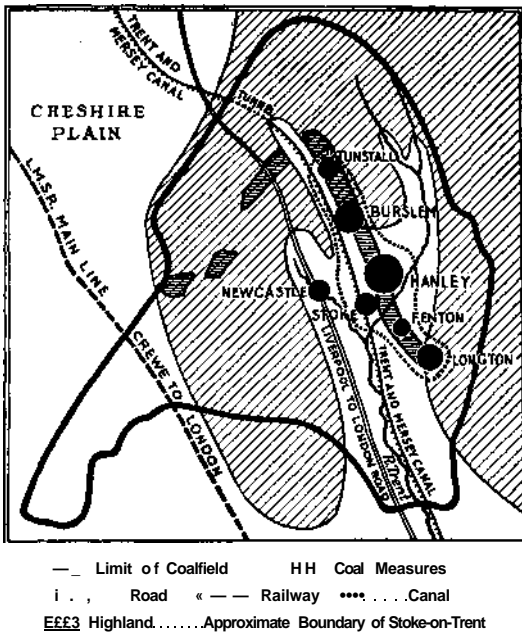 TRENT AND
MERSEY CANAL
TUNNEL
CHESHIRE
PLAIN
TUNSTALL
L.M.S.R. MAIN LINE
BURSLEM
HANLEY
NEWCASTLE
STOKE
FENTON
LONGTON
CREWE TO LONDON
LIVERPOOL TO LONDON ROAD
TRENT AND MERSEY CANAL
R. Trent
—_ Limit of Coalfield HH Coal Measures
i . , Road « — — Railway ••••. . . . .Canal
E££3 Highland........Approximate Boundary of Stoke-on-Trent